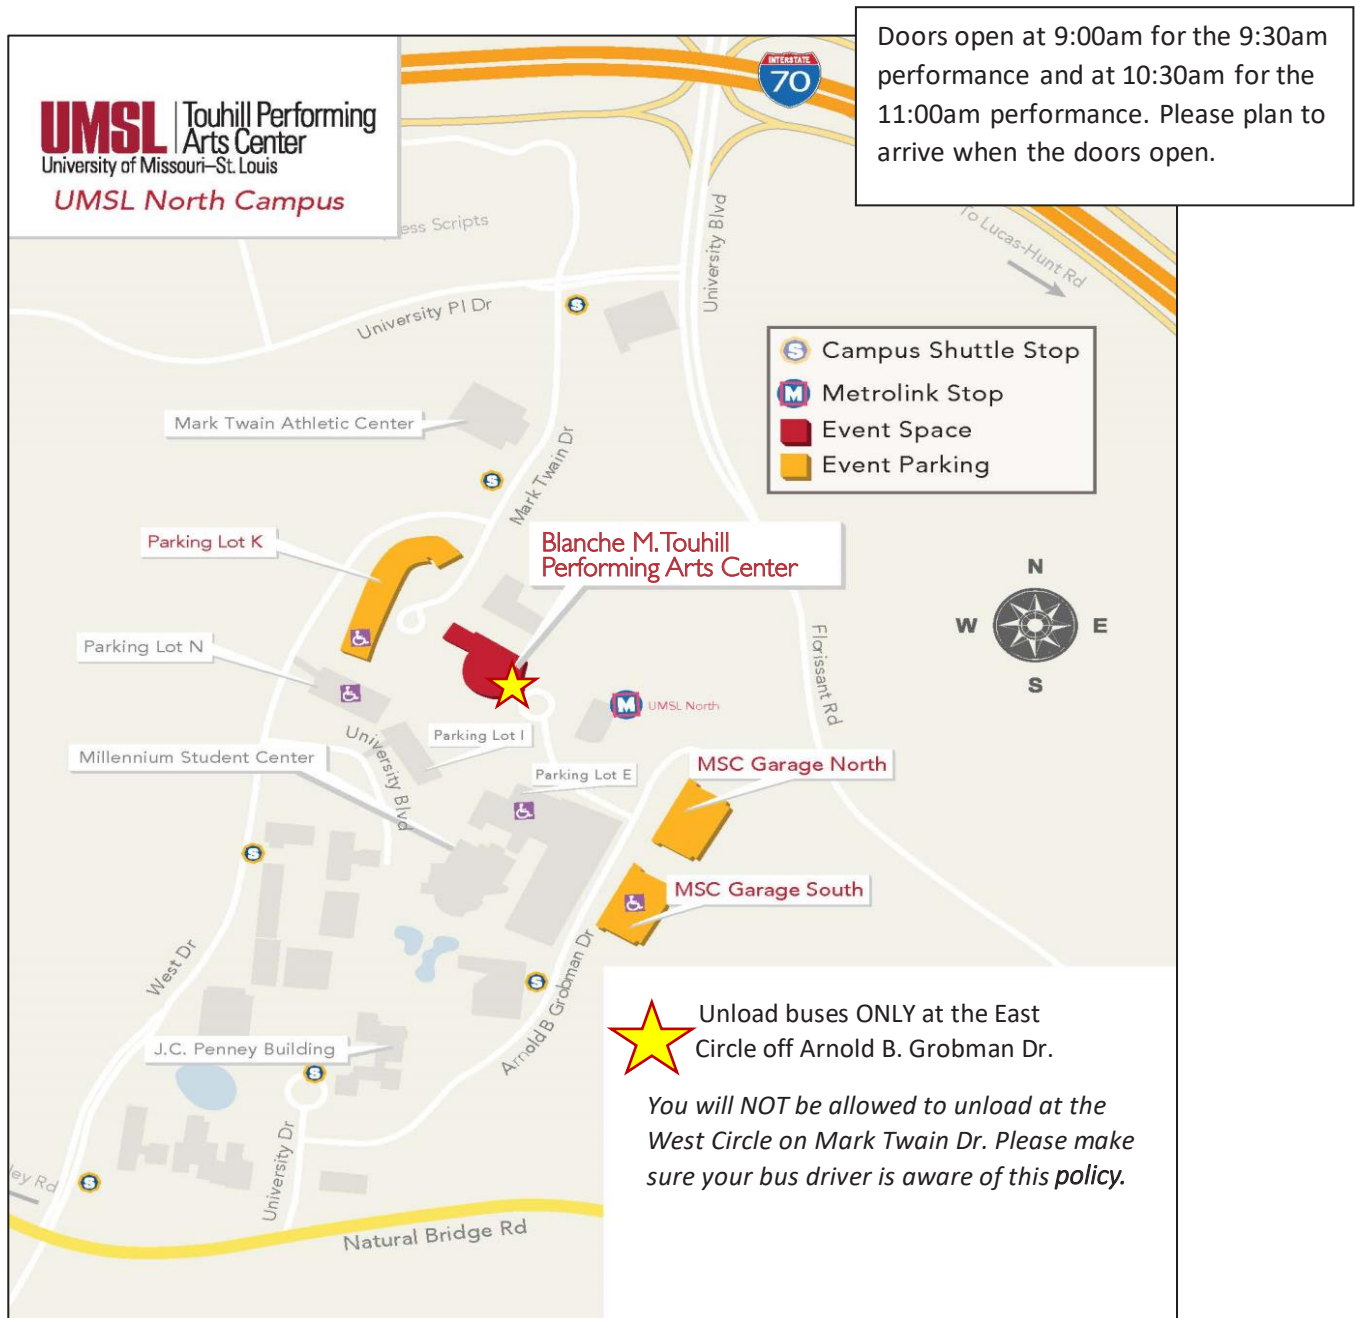 Doors open at 9:00am for the 9:30am
performance and at 10:30am for the
11:00am performance. Please plan to
arrive when the doors open.
UMSL
Touhill Performing
Arts Center
University of Missouri–St. Louis
UMSL North Campus
INTERSTATE
70
Scripts
To Lucas-Hunt Rd
University Blvd
University Pl Dr
S
S Campus Shuttle Stop
M Metrolink Stop
Event Space
Event Parking
Mark Twain Athletic Center
S
Mark Twain Dr
Parking Lot K
Blanche M. Touhill
Performing Arts Center
N
W
E
S
Florissant Rd
Parking Lot N
M UMSL North
University Blvd
Parking Lot I
Millennium Student Center
Parking Lot E
MSC Garage North
S
MSC Garage South
West Dr
S
Arnold B Grobman Dr
J.C. Penney Building
S
University Dr
Rd
S
Natural Bridge Rd
Unload buses ONLY at the East
Circle off Arnold B. Grobman Dr.
You will NOT be allowed to unload at the
West Circle on Mark Twain Dr. Please make
sure your bus driver is aware of this policy.